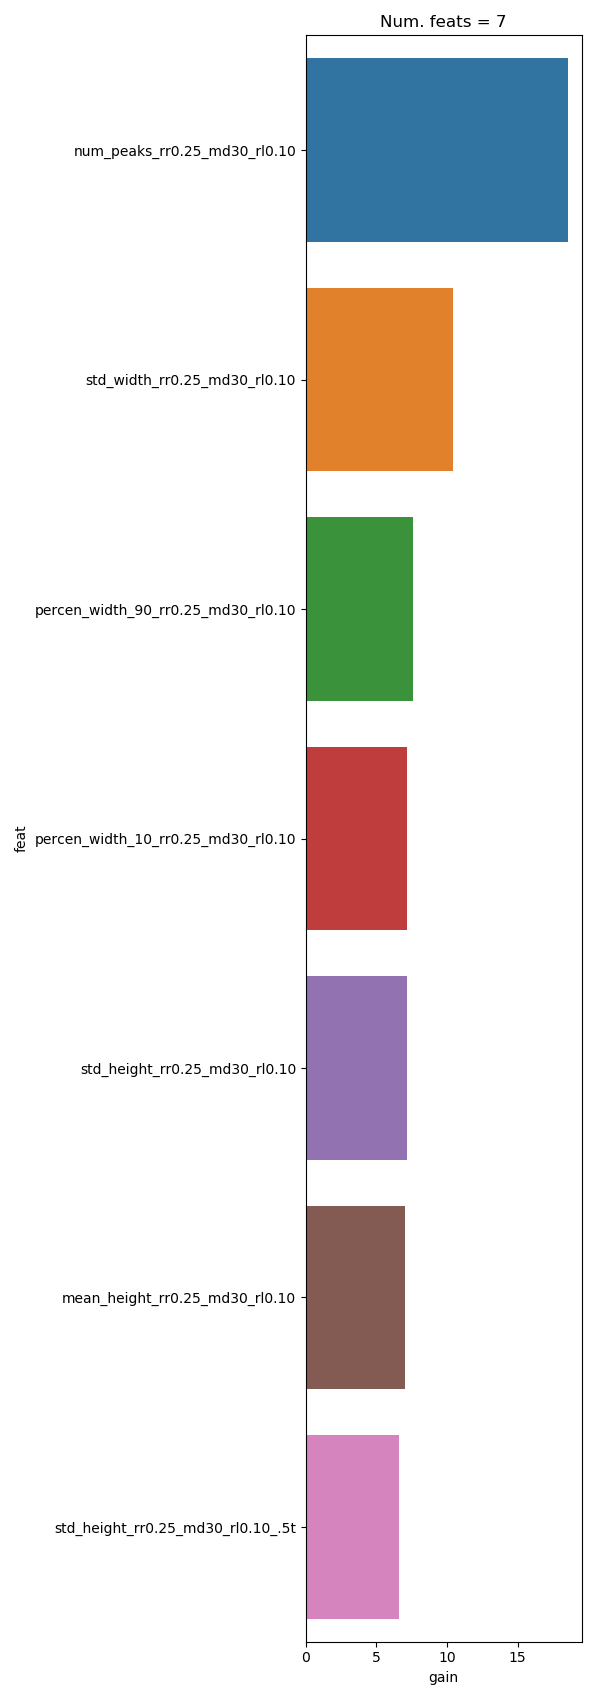 Num. feats = 7
num_peaks_rr0.25_md30_rl0.10
std_width_rr0.25_md30_rl0.10
percen_width_90_rr0.25_md30_rl0.10
percen_width_10_rr0.25_md30_rl0.10
feat
std_height_rr0.25_md30_rl0.10
mean_height_rr0.25_md30_rl0.10
std_height_rr0.25_md30_rl0.10_.5t
0 5 10 15
gain